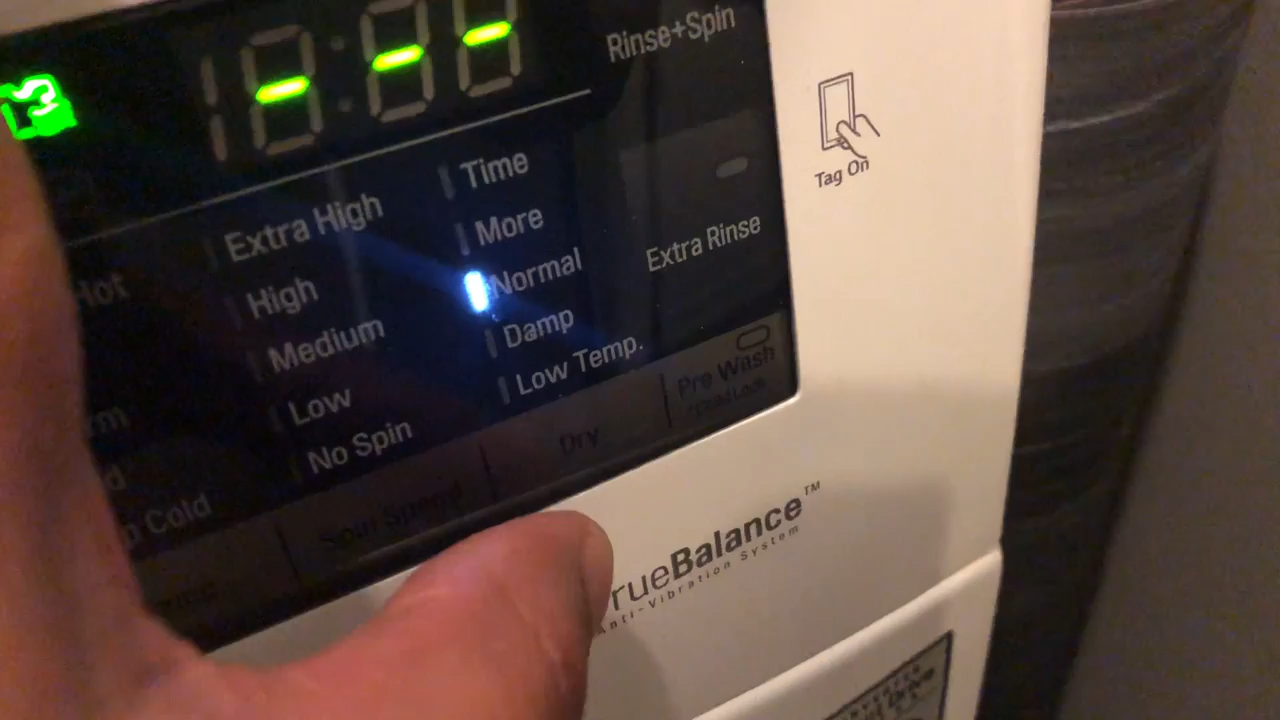 Rinse+Spin
Tag On
Time
Extra High
More
Extra Rinse
High
Normal
Medium
Damp
Low
Low Temp.
No Spin
Cold
Pre Wash
Dry
Spin Speed
TrueBalance™
Anti-Vibration System